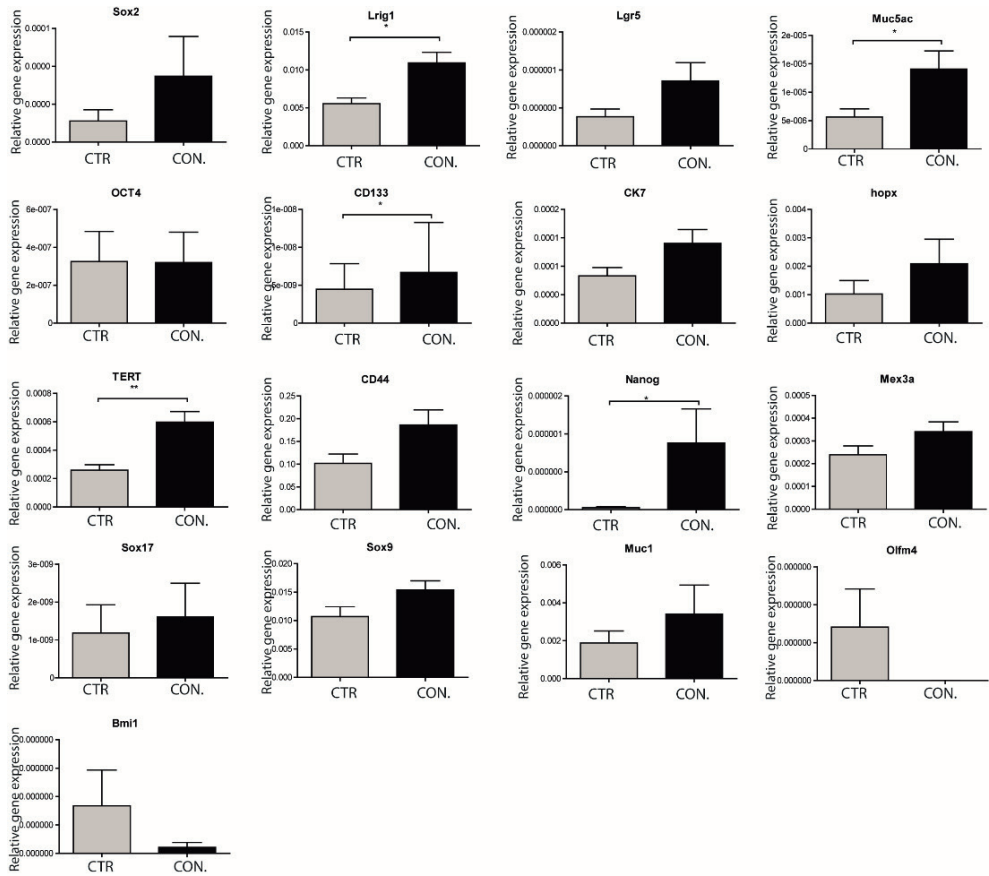 Sox2
Relative gene expression
0.0001
0.0000
0.0000
0.0000
CTR
CON.
Lrig1
*
Relative gene expression
0.015
0.010
0.005
0.000
CTR
CON.
Lgr5
Relative gene expression
0.000002
0.000001
0.000000
0.000000
CTR
CON.
Muc5ac
*
Relative gene expression
2e-005
1e-005
1e-005
5e-006
0
CTR
CON.
OCT4
Relative gene expression
6e-007
4e-007
2e-007
0
CTR
CON.
CD133
*
Relative gene expression
1e-008
1e-008
5e-009
0
CTR
CON.
CK7
Relative gene expression
0.0002
0.0001
0.0001
0.0000
0.0000
CTR
CON.
hopx
Relative gene expression
0.004
0.003
0.002
0.001
0.000
CTR
CON.
TERT
**
Relative gene expression
0.0008
0.0006
0.0004
0.0002
0.0000
CTR
CON.
CD44
Relative gene expression
0.25
0.20
0.15
0.10
0.05
0.00
CTR
CON.
Nanog
*
Relative gene expression
0.000002
0.000001
0.000000
0.000000
CTR
CON.
Mex3a
Relative gene expression
0.0005
0.0004
0.0003
0.0002
0.0001
0.0000
CTR
CON.
Sox17
Relative gene expression
3e-009
2e-009
1e-009
0
CTR
CON.
Sox9
Relative gene expression
0.020
0.015
0.010
0.005
0.000
CTR
CON.
Muc1
Relative gene expression
0.006
0.004
0.002
0.000
CTR
CON.
Olfm4
Relative gene expression
0.000000
0.000000
0.000000
0.000000
CTR
CON.
Bmi1
Relative gene expression
0.000000
0.000000
0.000000
0.000000
0.000000
CTR
CON.